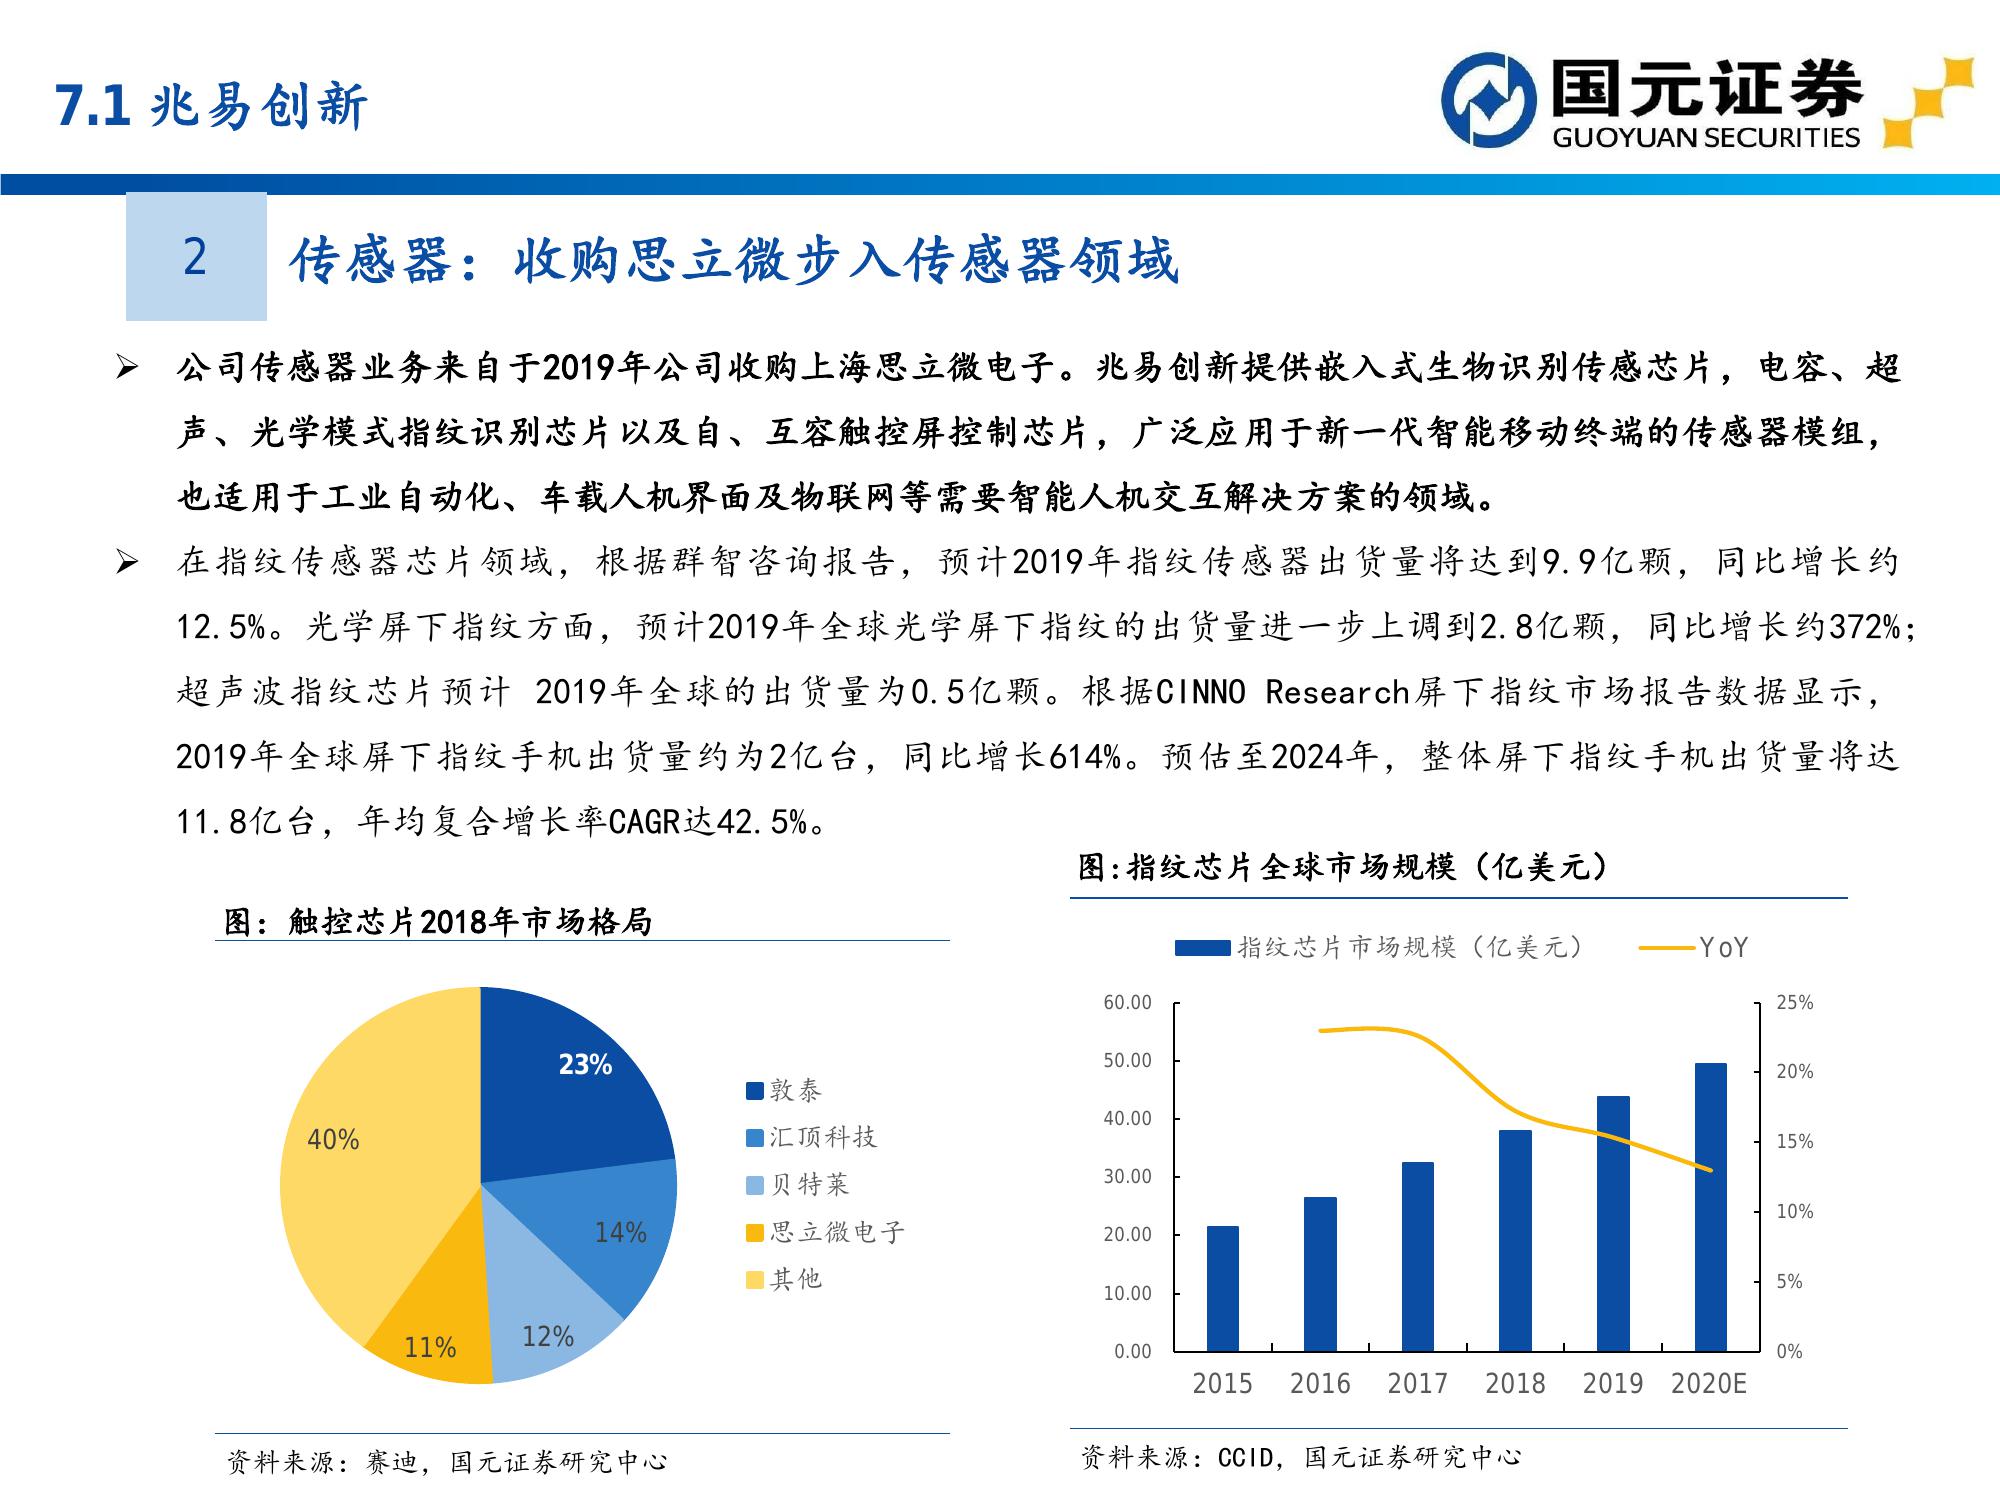 7.1 兆易创新
国元证券
GUOYUAN SECURITIES
2
传感器：收购思立微步入传感器领域
➢ 公司传感器业务来自于2019年公司收购上海思立微电子。兆易创新提供嵌入式生物识别传感芯片，电容、超
声、光学模式指纹识别芯片以及自、互容触控屏控制芯片，广泛应用于新一代智能移动终端的传感器模组，
也适用于工业自动化、车载人机界面及物联网等需要智能人机交互解决方案的领域。
➢ 在指纹传感器芯片领域，根据群智咨询报告，预计2019年指纹传感器出货量将达到9.9亿颗，同比增长约
12.5%。光学屏下指纹方面，预计2019年全球光学屏下指纹的出货量进一步上调到2.8亿颗，同比增长约372%；
超声波指纹芯片预计 2019年全球的出货量为0.5亿颗。根据CINNO Research屏下指纹市场报告数据显示，
2019年全球屏下指纹手机出货量约为2亿台，同比增长614%。预估至2024年，整体屏下指纹手机出货量将达
11.8亿台，年均复合增长率CAGR达42.5%。
图：触控芯片2018年市场格局
23%
14%
12%
11%
40%
敦泰
汇顶科技
贝特莱
思立微电子
其他
资料来源：赛迪，国元证券研究中心
图:指纹芯片全球市场规模（亿美元）
指纹芯片市场规模（亿美元） YoY
60.00
50.00
40.00
30.00
20.00
10.00
0.00
25%
20%
15%
10%
5%
0%
2015 2016 2017 2018 2019 2020E
资料来源：CCID，国元证券研究中心